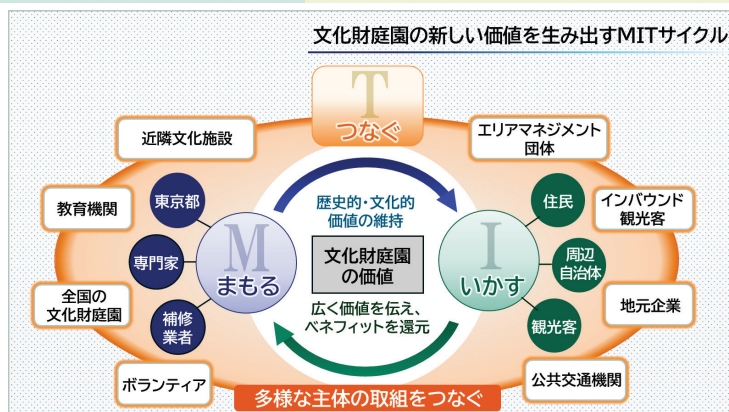 文化財庭園の新しい価値を生み出すMITサイクル
T
つなぐ
近隣文化施設
エリアマネジメント
団体
教育機関
東京都
歴史的・文化的
価値の維持
住民
インバウンド
観光客
専門家
M
まもる
文化財庭園
の価値
I
いかす
周辺
自治体
全国の
文化財庭園
補修
業者
広く価値を伝え、
ベネフィットを還元
観光客
地元企業
ボランティア
公共交通機関
多様な主体の取組をつなぐ